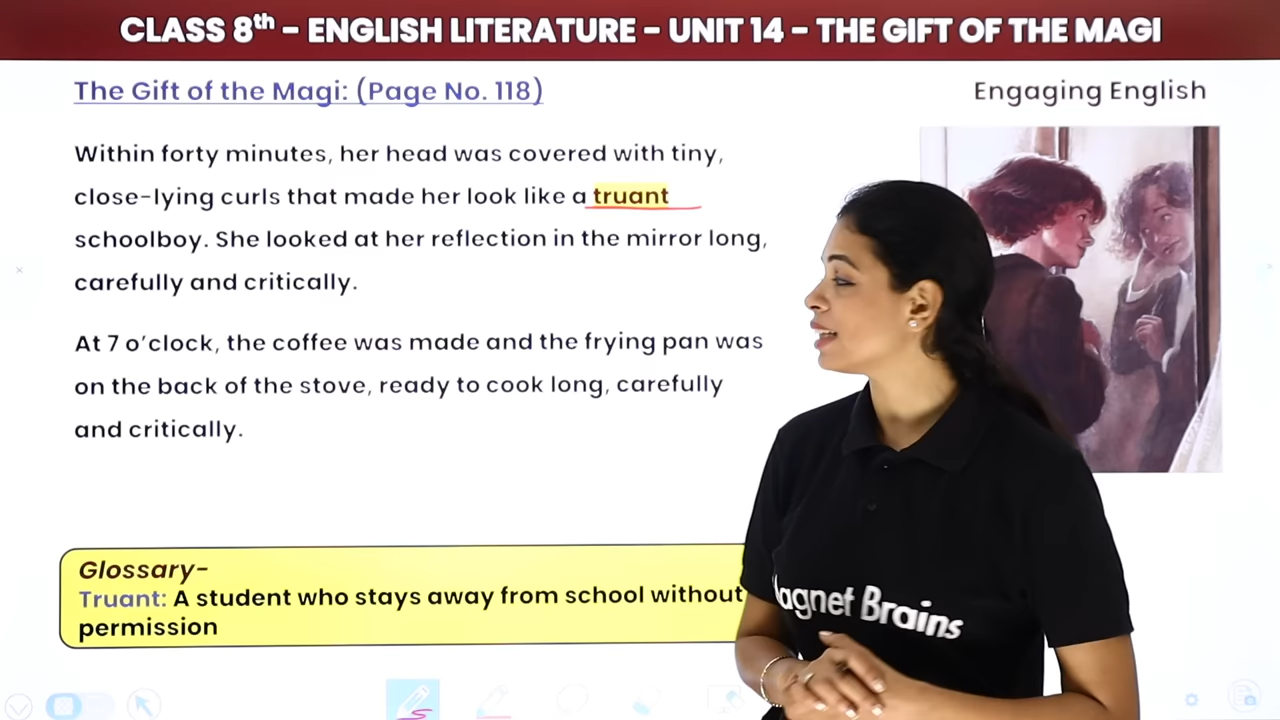 CLASS 8th – ENGLISH LITERATURE – UNIT 14 – THE GIFT OF THE MAGI
The Gift of the Magi: (Page No. 118)
Engaging English
Within forty minutes, her head was covered with tiny,
close-lying curls that made her look like a truant
schoolboy. She looked at her reflection in the mirror long,
carefully and critically.
At 7 o’clock, the coffee was made and the frying pan was
on the back of the stove, ready to cook long, carefully
and critically.
Glossary-
Truant: A student who stays away from school without
permission
Brains